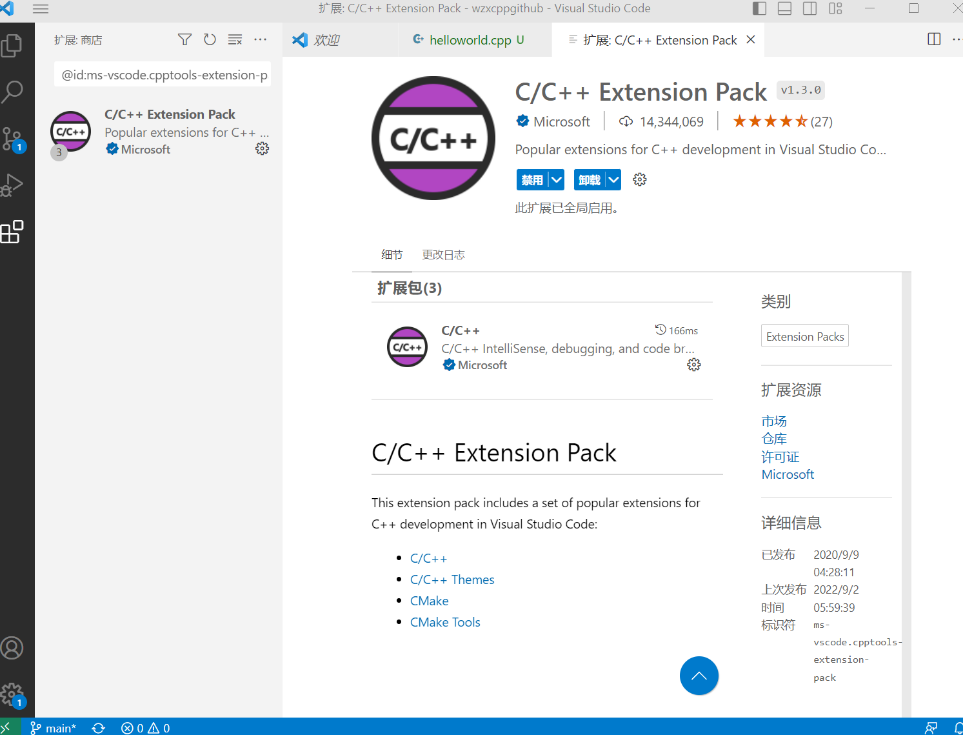 扩展: C/C++ Extension Pack - wzxcppgithub - Visual Studio Code
扩展: 商店
欢迎
helloworld.cpp U
扩展: C/C++ Extension Pack
@id:ms-vscode.cpptools-extension-p
C/C++
3
C/C++ Extension Pack
Popular extensions for C++ ...
Microsoft
1
1
C/C++
C/C++ Extension Pack v1.3.0
Microsoft 14,344,069 (27)
Popular extensions for C++ development in Visual Studio Co...
禁用 卸载
此扩展已全局启用。
细节 更改日志
扩展包(3)
C/C++
C/C++ 166ms
C/C++ IntelliSense, debugging, and code br...
Microsoft
C/C++ Extension Pack
This extension pack includes a set of popular extensions for
C++ development in Visual Studio Code:
C/C++
C/C++ Themes
CMake
CMake Tools
类别
Extension Packs
扩展资源
市场
仓库
许可证
Microsoft
详细信息
已发布 2020/9/9
04:28:11
上次发布 2022/9/2
时间 05:59:39
标识符 ms-
vscode.cpptools-
extension-
pack
main* 0 0